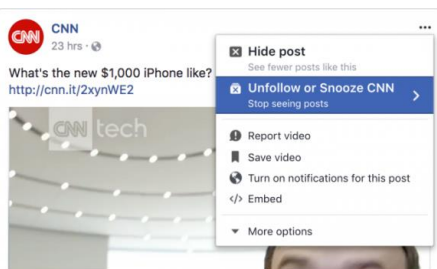 CNN
CNN
23 hrs ·
What's the new $1,000 iPhone like?
http://cnn.it/2xynWE2
CNN tech
Hide post
See fewer posts like this
Unfollow or Snooze CNN
Stop seeing posts
Report video
Save video
Turn on notifications for this post
</> Embed
More options